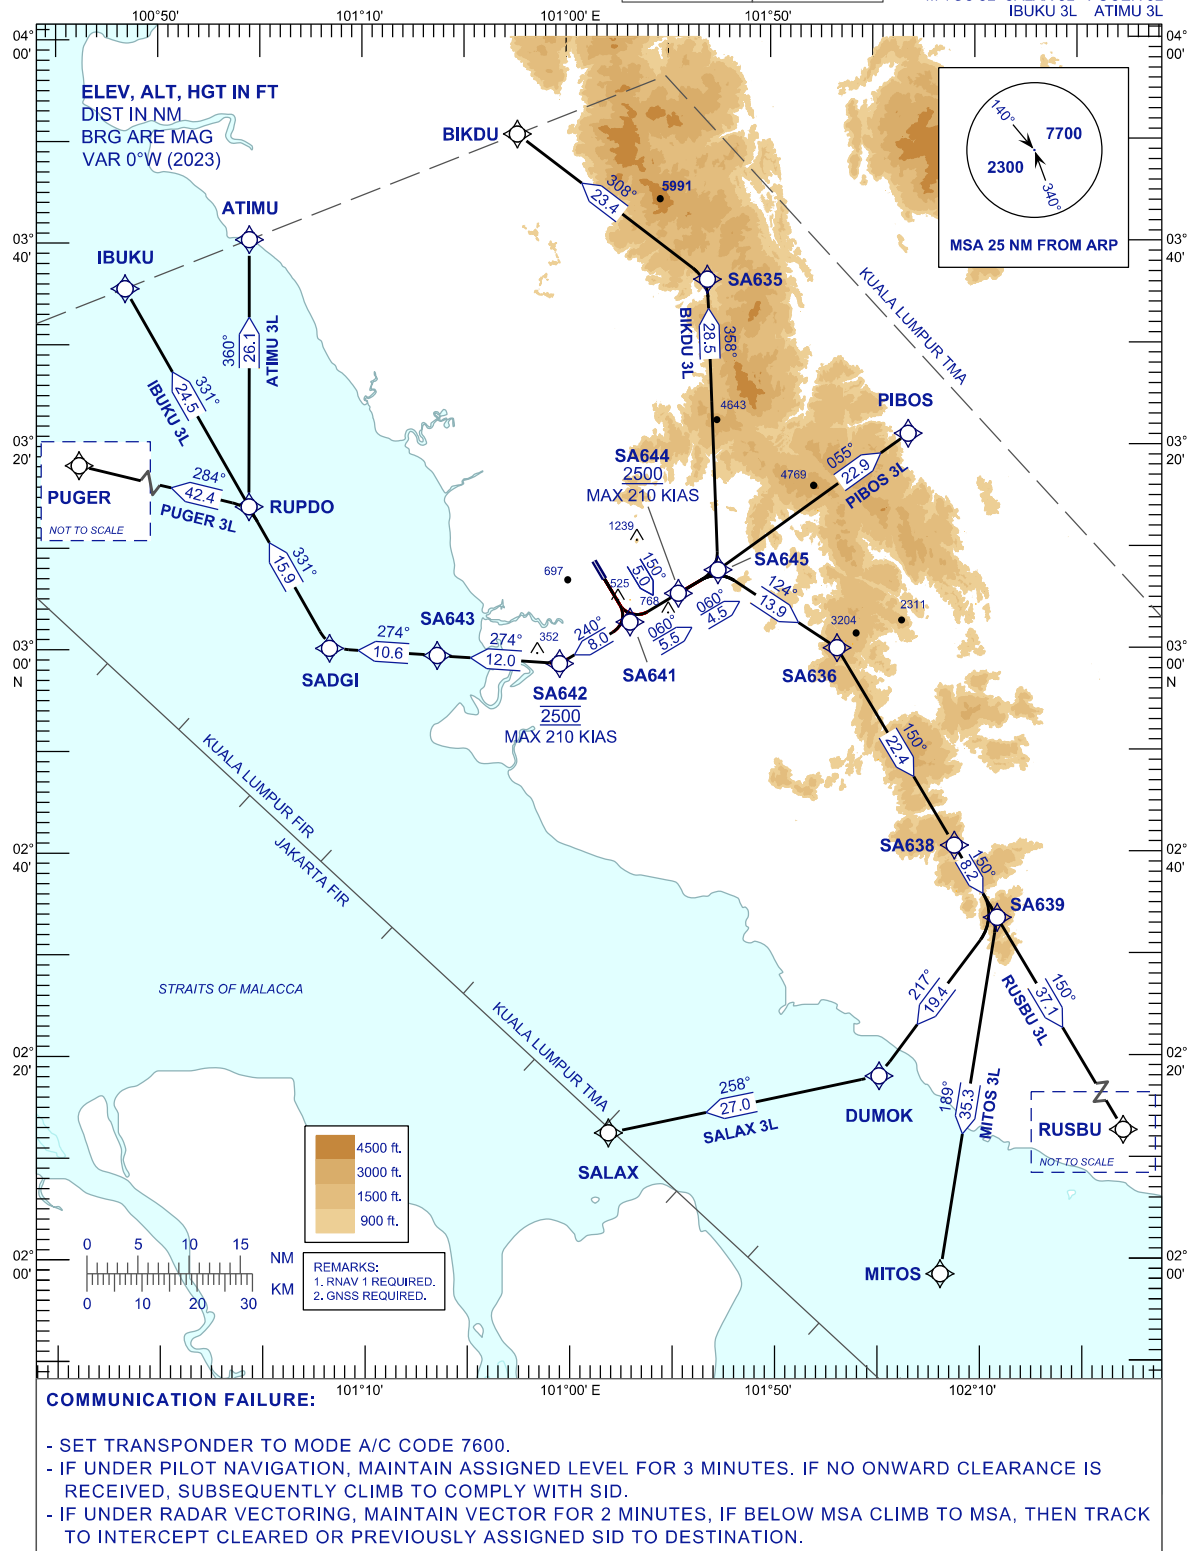 IBUKU 3L ATIMU 3L
100°50' 101°10' 101°00' E 101°50'
04° 00'
04° 00'
ELEV, ALT, HGT IN FT
DIST IN NM
BRG ARE MAG
VAR 0°W (2023)
BIKDU
140°
7700
2300
340°
MSA 25 NM FROM ARP
308°
23.4
5991
ATIMU
IBUKU
03° 40'
03° 40'
SA635
KUALA LUMPUR TMA
BIKDU 3L
28.5
358°
360°
26.1
ATIMU 3L
331°
24.5
IBUKU 3L
4643
PIBOS
03° 20'
03° 20'
SA644
2500
MAX 210 KIAS
055°
22.9
PIBOS 3L
4769
PUGER
NOT TO SCALE
284°
42.4
PUGER 3L
RUPDO
1239
150°
5.0
SA645
697
525
768
331°
15.9
060°
4.5
124°
13.9
060°
5.5
2311
3204
SA643
274°
10.6
274°
12.0
352
240°
8.0
03° 00' N
03° 00' N
SADGI
SA642
2500
MAX 210 KIAS
SA641
SA636
150°
22.4
KUALA LUMPUR FIR
JAKARTA FIR
02° 40'
02° 40'
SA638
150°
8.2
SA639
STRAITS OF MALACCA
KUALA LUMPUR TMA
217°
19.4
RUSBU 3L
150°
37.1
02° 20'
02° 20'
258°
27.0
SALAX 3L
DUMOK
189°
35.3
MITOS 3L
RUSBU
NOT TO SCALE
SALAX
4500 ft.
3000 ft.
1500 ft.
900 ft.
02° 00'
02° 00'
0 5 10 15 NM
KM
0 10 20 30
REMARKS:
1. RNAV 1 REQUIRED.
2. GNSS REQUIRED.
MITOS
101°10' 101°00' E 101°50' 102°10'
COMMUNICATION FAILURE:
- SET TRANSPONDER TO MODE A/C CODE 7600.
- IF UNDER PILOT NAVIGATION, MAINTAIN ASSIGNED LEVEL FOR 3 MINUTES. IF NO ONWARD CLEARANCE IS
RECEIVED, SUBSEQUENTLY CLIMB TO COMPLY WITH SID.
- IF UNDER RADAR VECTORING, MAINTAIN VECTOR FOR 2 MINUTES, IF BELOW MSA CLIMB TO MSA, THEN TRACK
TO INTERCEPT CLEARED OR PREVIOUSLY ASSIGNED SID TO DESTINATION.